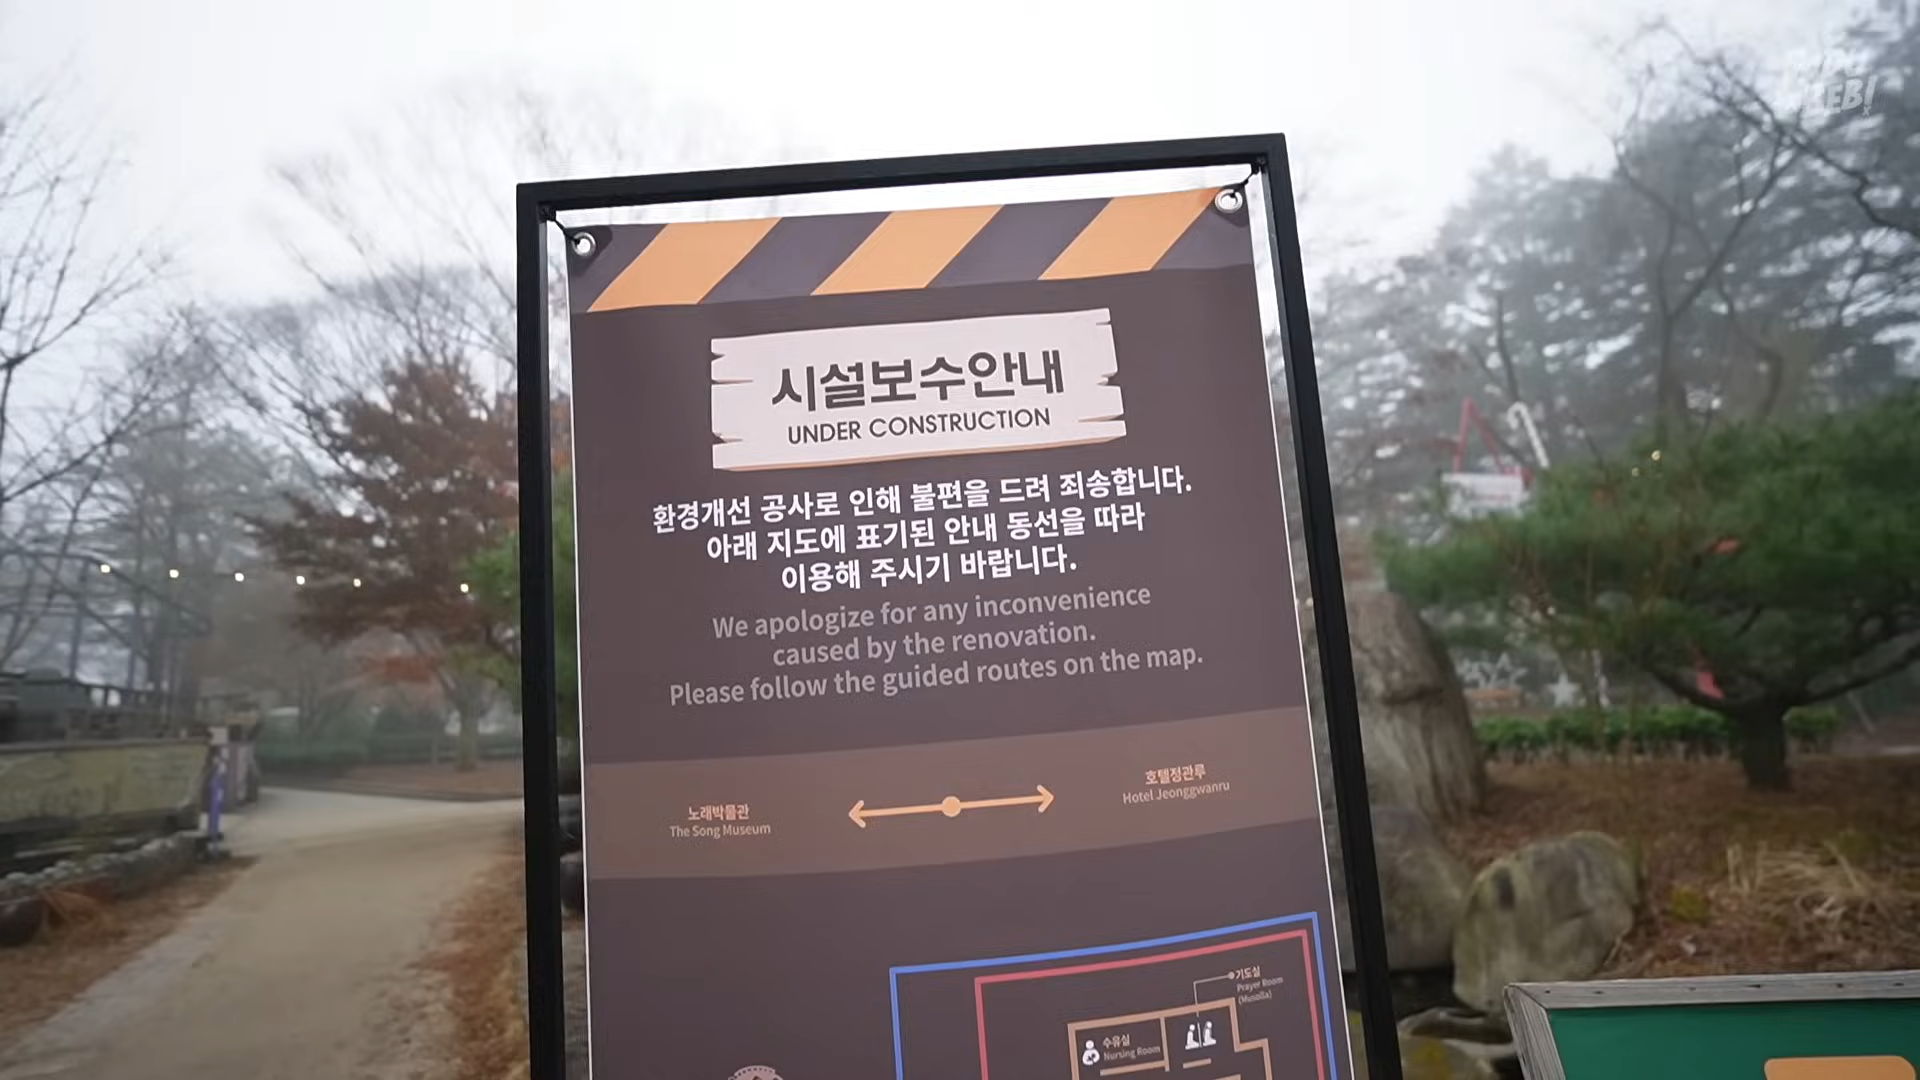 시설보수안내
UNDER CONSTRUCTION
환경개선 공사로 인해 불편을 드려 죄송합니다.
아래 지도에 표기된 안내 동선을 따라
이용해 주시기 바랍니다.
We apologize for any inconvenience
caused by the renovation.
Please follow the guided routes on the map.
노래박물관
The Song Museum
호텔정관루
Hotel Jeonggwanru
기도실
Prayer Room
(Musolla)
수유실
Nursing Room